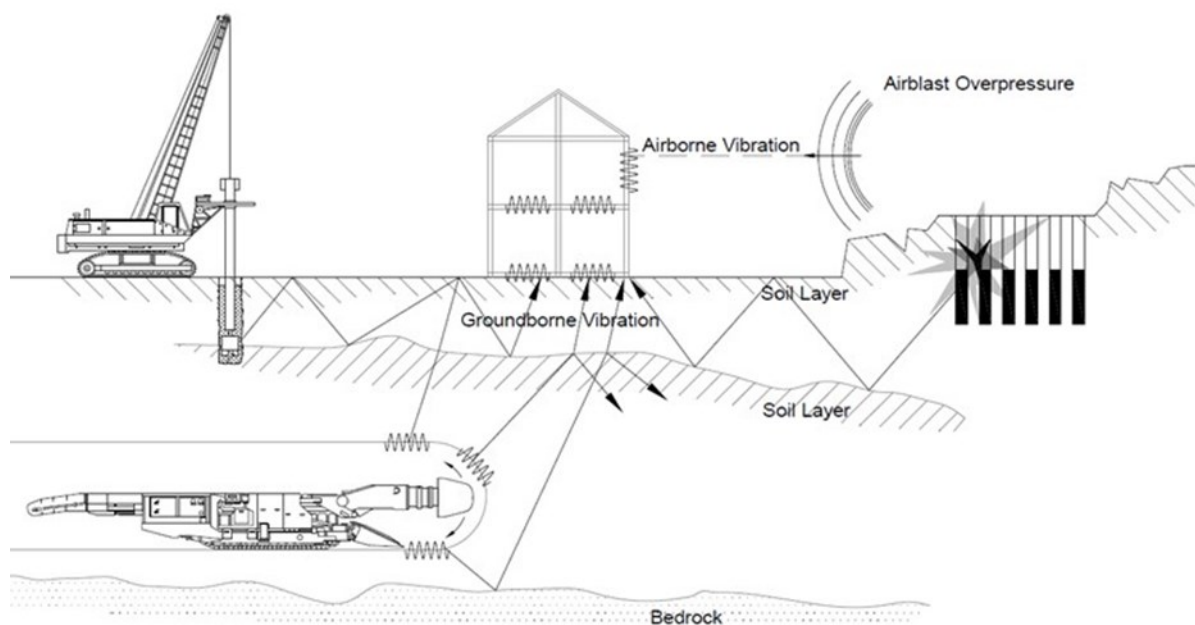 Airblast Overpressure
Airborne Vibration
Soil Layer
Groundborne Vibration
Soil Layer
Bedrock